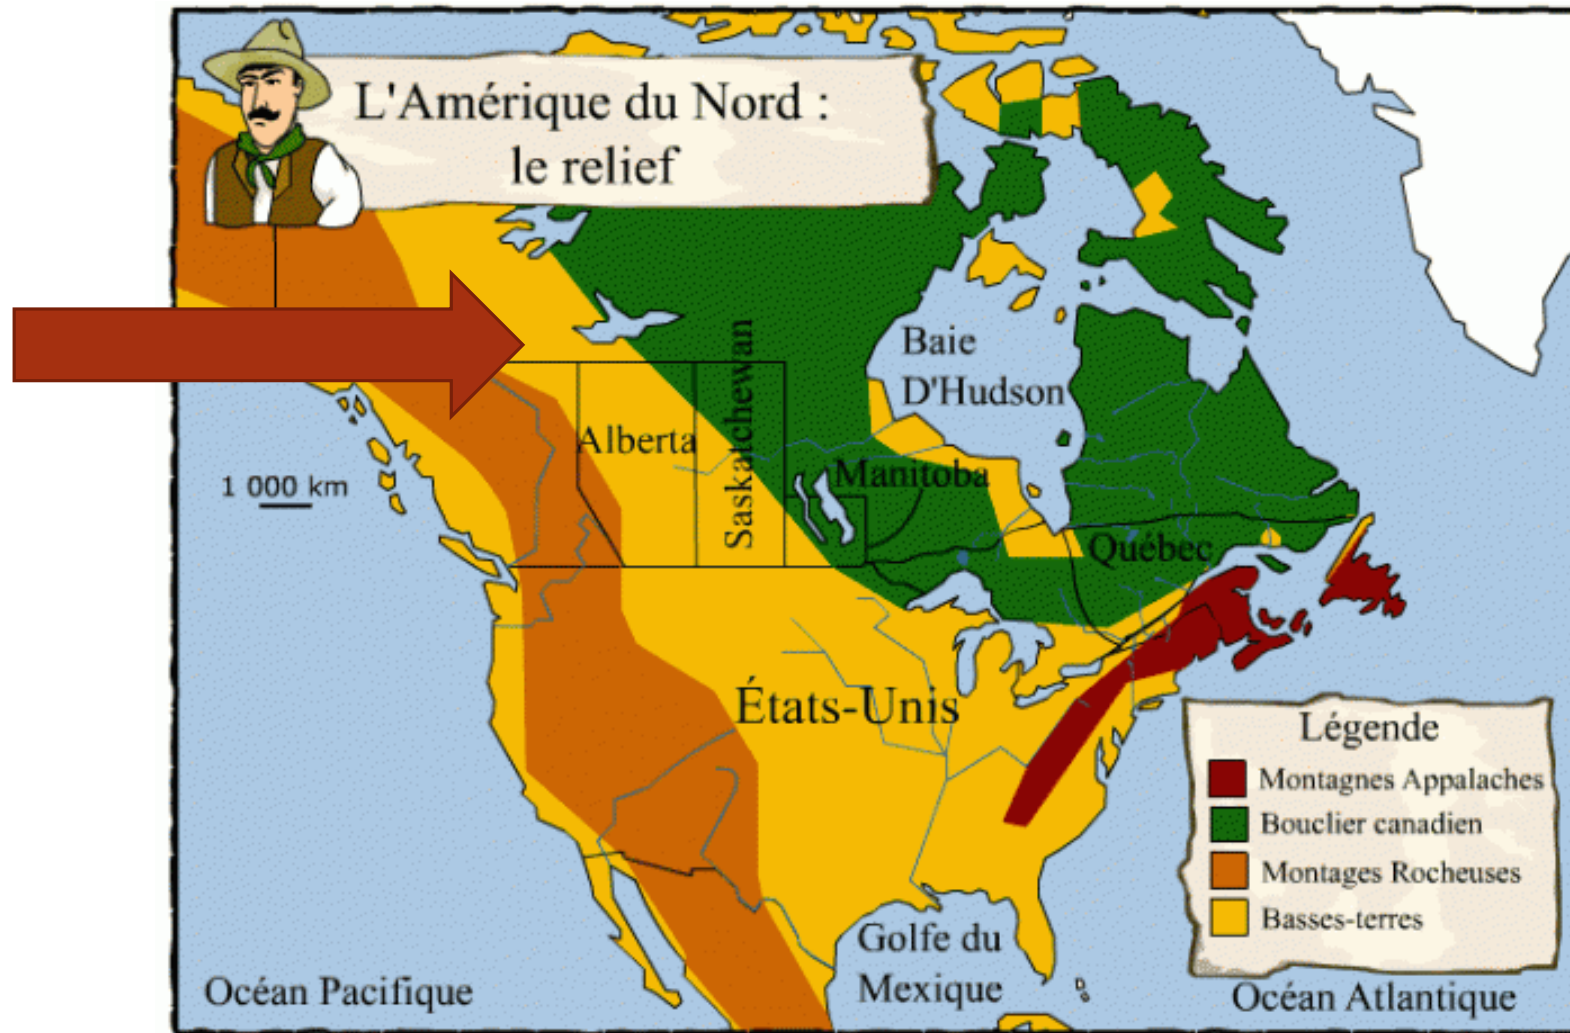 L'Amérique du Nord :
le relief
Baie
D'Hudson
Alberta
Saskatchewan
Manitoba
1 000 km
Québec
États-Unis
Légende
Montagnes Appalaches
Bouclier canadien
Montages Rocheuses
Basses-terres
Golfe du
Mexique
Océan Pacifique
Océan Atlantique